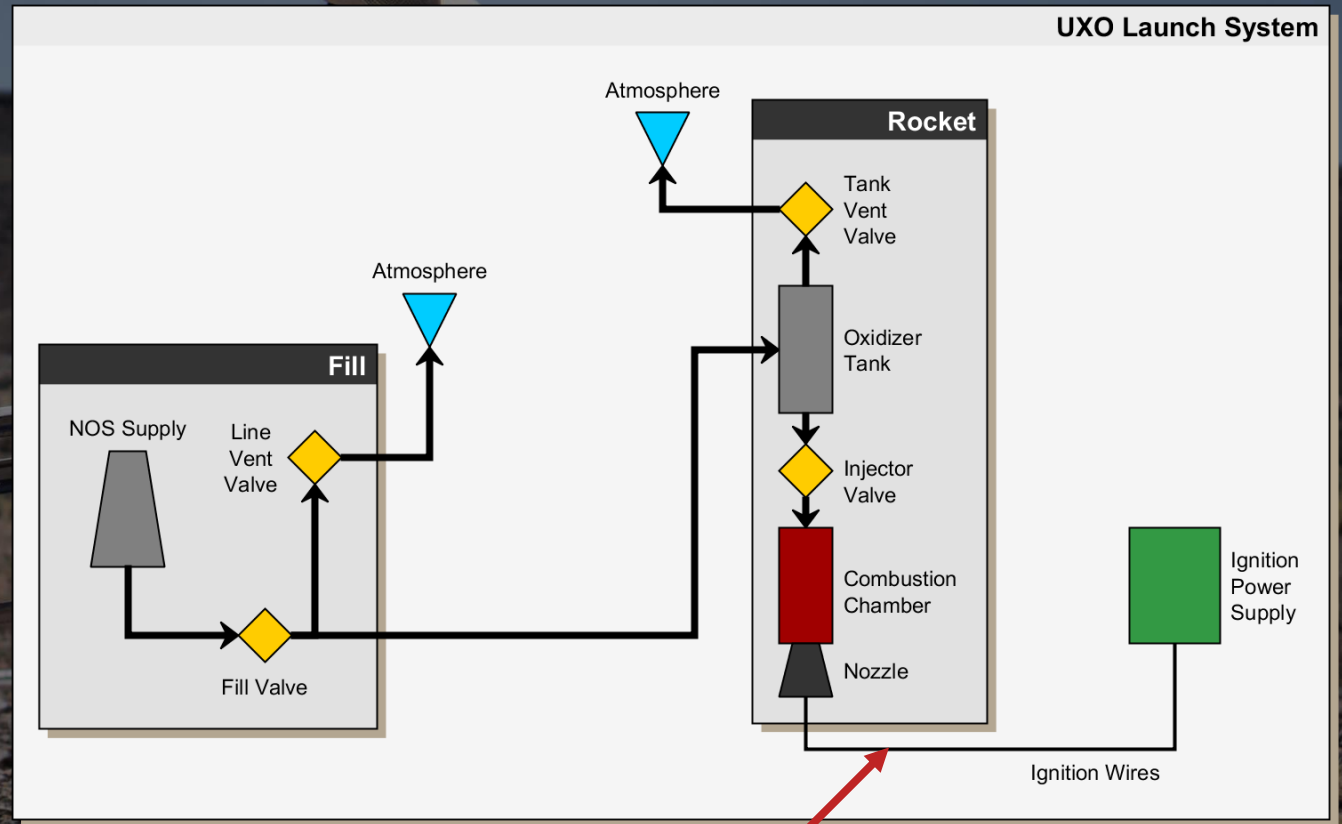 UXO Launch System
Atmosphere
Rocket
Tank
Vent
Valve
Atmosphere
Oxidizer
Tank
Fill
NOS Supply
Line
Vent
Valve
Injector
Valve
Combustion
Chamber
Ignition
Power
Supply
Nozzle
Fill Valve
Ignition Wires